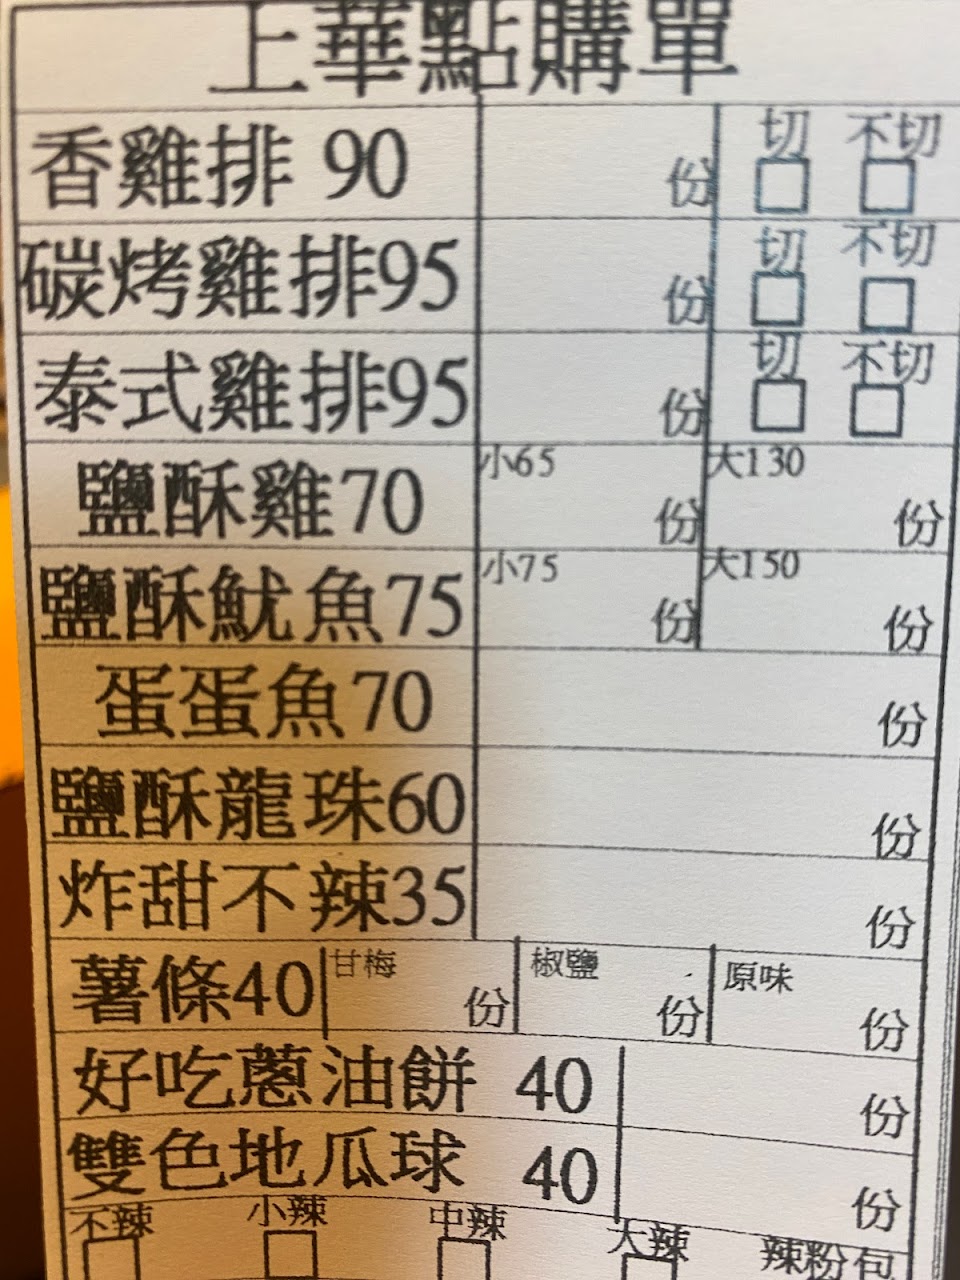 上華點購單
香雞排 90 份 切 不切
碳烤雞排95 份 切 不切
泰式雞排95 份 切 不切
鹽酥雞70 小65 份 大130 份
鹽酥魷魚75 小75 份 大150 份
蛋蛋魚70 份
鹽酥龍珠60 份
炸甜不辣35 份
薯條40 甘梅 份 椒鹽 份 原味 份
好吃蔥油餅 40 份
雙色地瓜球 40 份
不辣 小辣 中辣 大辣 辣粉包